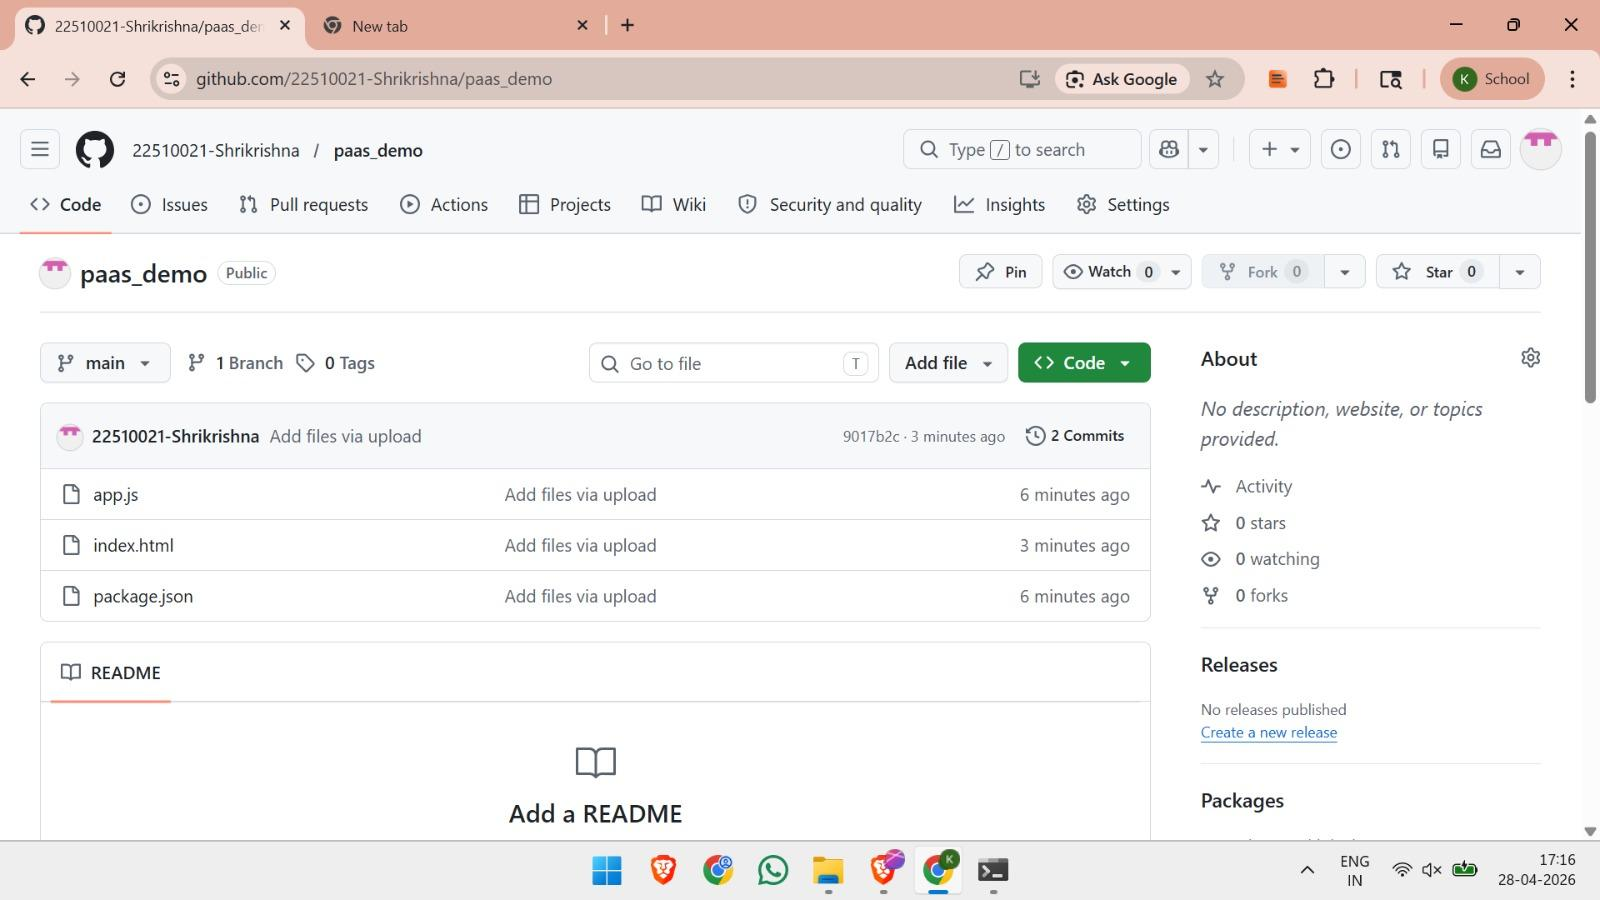 22510021-Shrikrishna/paas_den
New tab
github.com/22510021-Shrikrishna/paas_demo
Ask Google
K School
22510021-Shrikrishna / paas_demo
Type / to search
Code Issues Pull requests Actions Projects Wiki Security and quality Insights Settings
paas_demo Public
Pin Watch 0 Fork 0 Star 0
main 1 Branch 0 Tags Go to file T Add file <> Code
About
No description, website, or topics
provided.
22510021-Shrikrishna Add files via upload 9017b2c · 3 minutes ago 2 Commits
app.js Add files via upload 6 minutes ago
index.html Add files via upload 3 minutes ago
package.json Add files via upload 6 minutes ago
Activity
0 stars
0 watching
0 forks
README
Add a README
Releases
No releases published
Create a new release
Packages
K
ENG
IN
17:16
28-04-2026